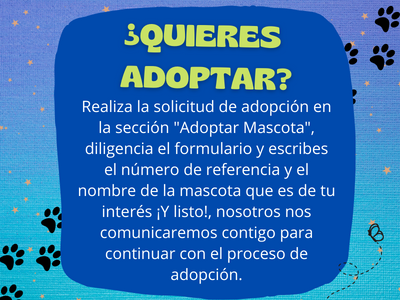 ¿QUIERES
ADOPTAR?
Realiza la solicitud de adopción en
la sección "Adoptar Mascota",
diligencia el formulario y escribes
el número de referencia y el
nombre de la mascota que es de tu
interés ¡Y listo!, nosotros nos
comunicaremos contigo para
continuar con el proceso de
adopción.